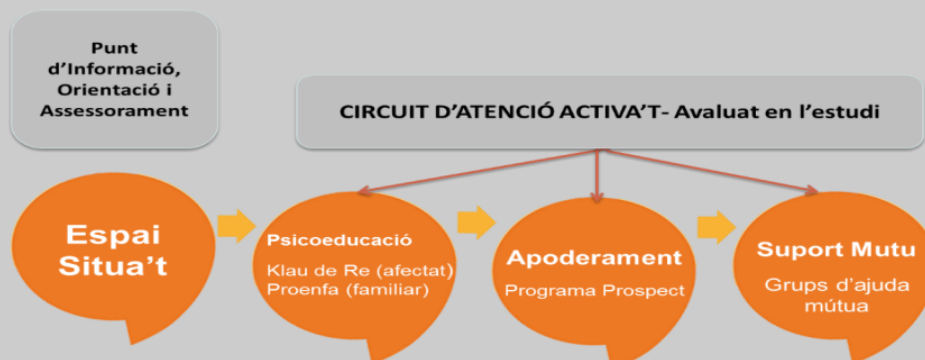 Punt
d'Informació,
Orientació i
Assessorament
CIRCUIT D'ATENCIÓ ACTIVA'T- Avaluat en l'estudi
Espai
Situa't
Psicoeducació
Klau de Re (afectat)
Proenfa (familiar)
Apoderament
Programa Prospect
Suport Mutu
Grups d'ajuda
mútua